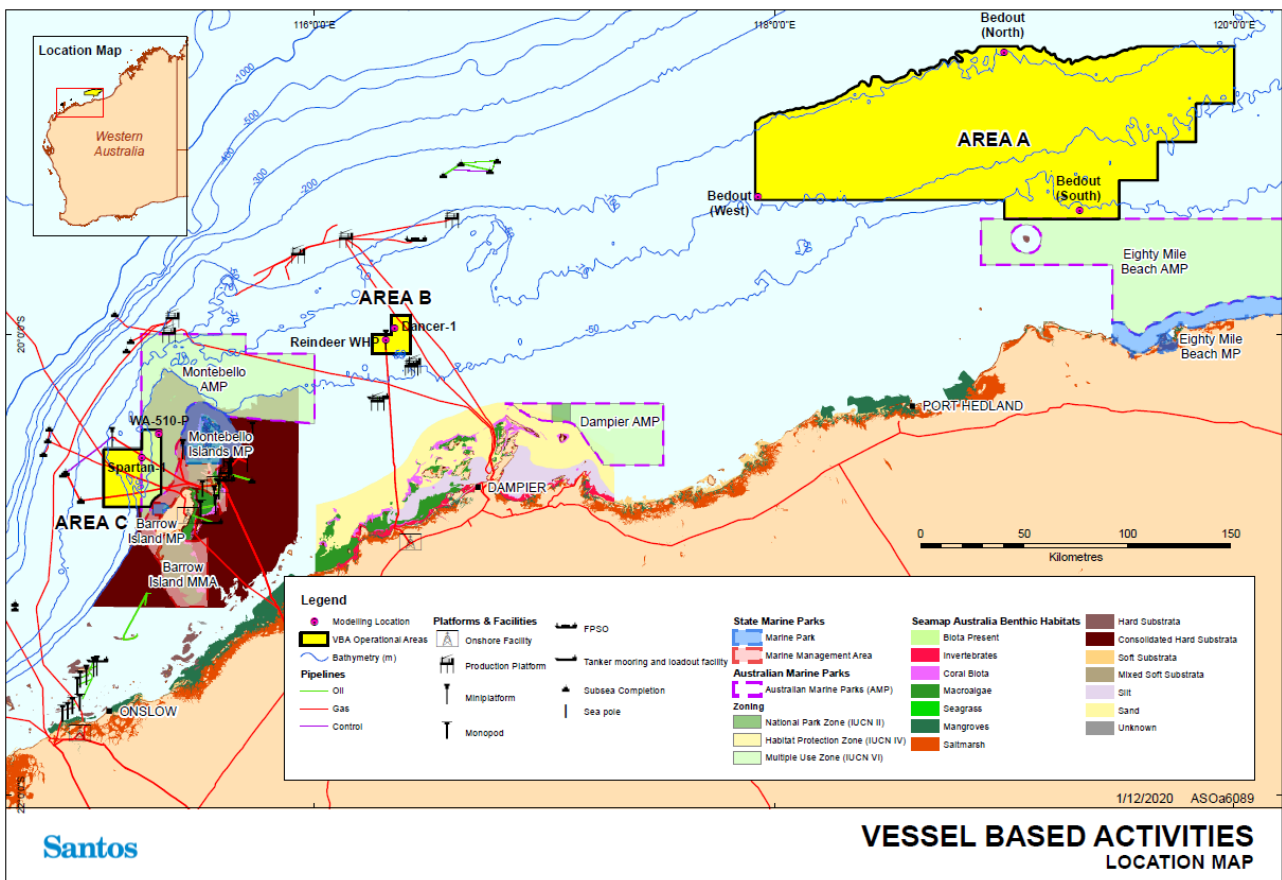 116°0'0"E
118°0'0"E
120°0'0"E
Location Map
Western
Australia
-1000
-500
-400
-300
-200
Bedout
(North)
AREA A
Bedout
(West)
Bedout
(South)
Eighty Mile
Beach AMP
Eighty Mile
Beach MP
-50
-50
20°0'0"S
AREA B
Dancer-1
Reindeer WHP
Montebello
AMP
-70
WA-510-P
Montebello
Islands MP
Spartan-1
AREA C
Barrow
Island MP
Barrow
Island MMA
Dampier AMP
DAMPIER
PORT HEDLAND
ONSLOW
0 50 100 150
Kilometres
Legend
Modelling Location
VBA Operational Areas
Bathymetry (m)
Pipelines
Oil
Gas
Control
Platforms & Facilities
Onshore Facility
Production Platform
Miniplatform
Monopod
FPSO
Tanker mooring and loadout facility
Subsea Completion
Sea pole
State Marine Parks
Marine Park
Marine Management Area
Australian Marine Parks
Australian Marine Parks (AMP)
Zoning
National Park Zone (IUCN II)
Habitat Protection Zone (IUCN IV)
Multiple Use Zone (IUCN VI)
Seamap Australia Benthic Habitats
Biota Present
Invertebrates
Coral Biota
Macroalgae
Seagrass
Mangroves
Saltmarsh
Hard Substrata
Consolidated Hard Substrata
Soft Substrata
Mixed Soft Substrata
Silt
Sand
Unknown
22°0'0"S
1/12/2020 ASOa6089
Santos
VESSEL BASED ACTIVITIES
LOCATION MAP